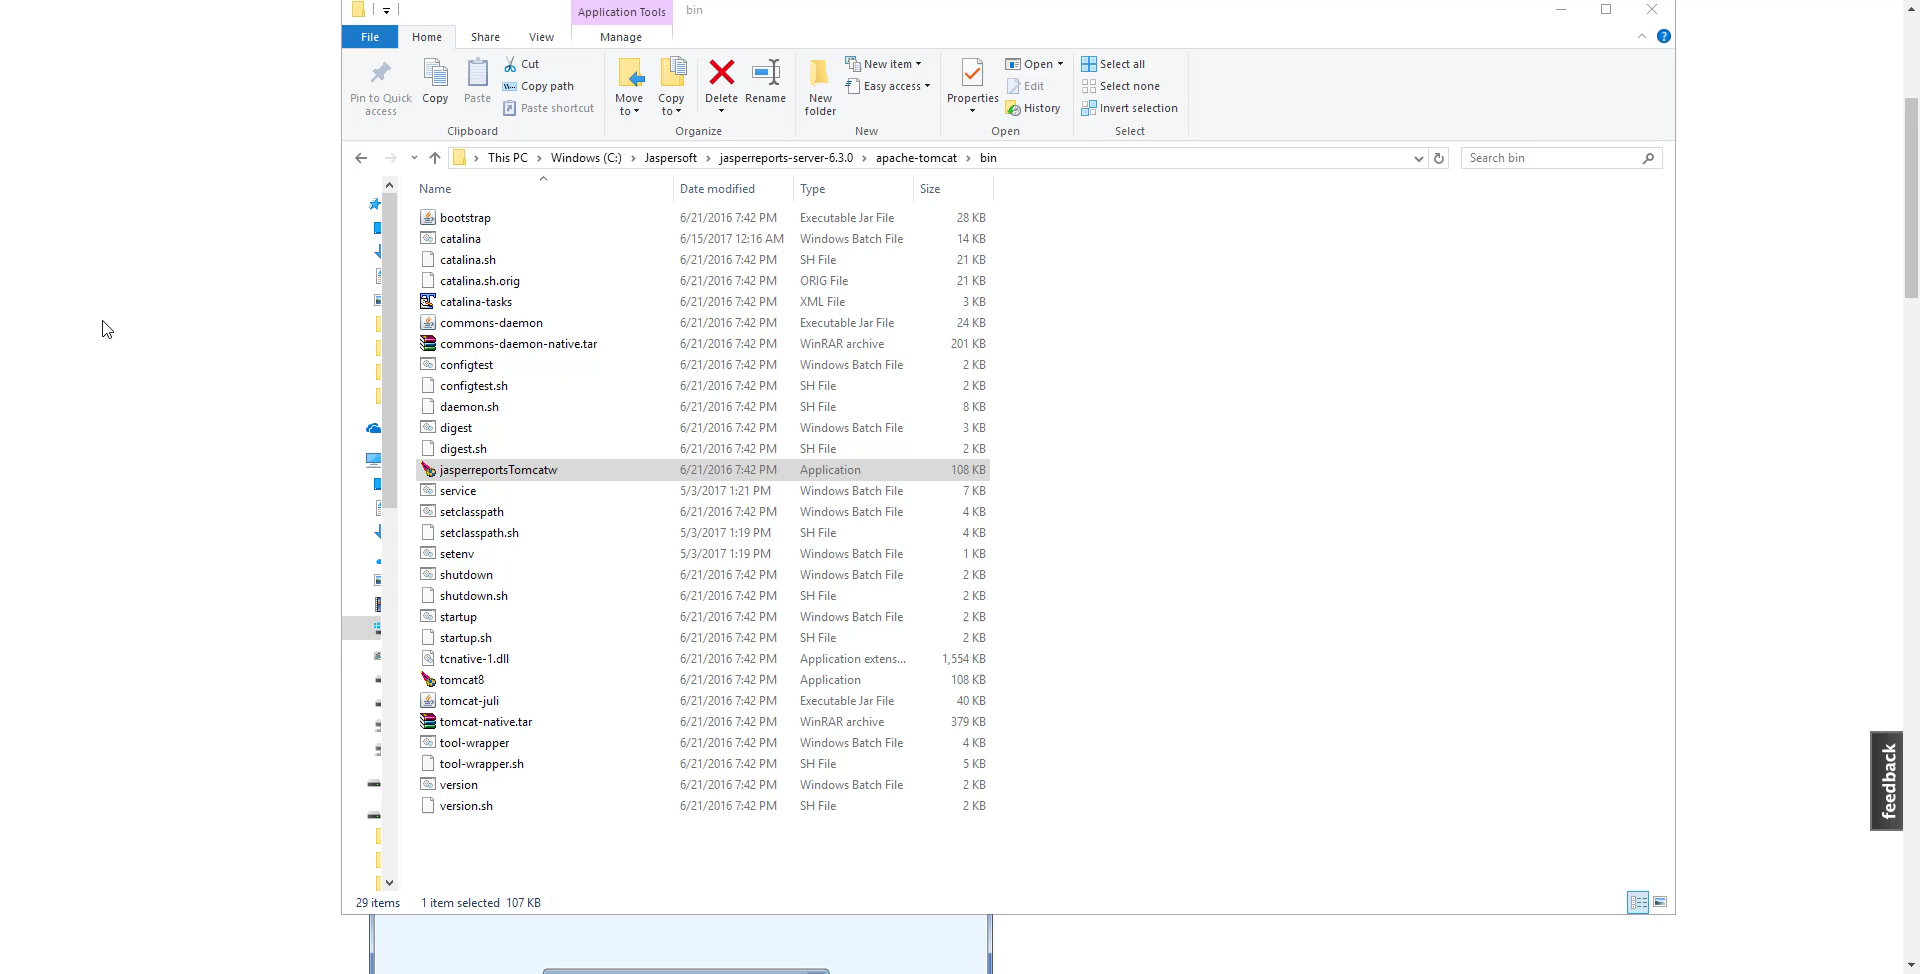 Application Tools bin
File Home Share View Manage
Pin to Quick access
Copy
Paste
Cut
Copy path
Paste shortcut
Clipboard
Move to
Copy to
Delete
Rename
Organize
New folder
New item
Easy access
New
Properties
Open
Edit
History
Open
Select all
Select none
Invert selection
Select
This PC Windows (C:) Jaspersoft jasperreports-server-6.3.0 apache-tomcat bin Search bin
Name Date modified Type Size
bootstrap 6/21/2016 7:42 PM Executable Jar File 28 KB
catalina 6/15/2017 12:16 AM Windows Batch File 14 KB
catalina.sh 6/21/2016 7:42 PM SH File 21 KB
catalina.sh.orig 6/21/2016 7:42 PM ORIG File 21 KB
catalina-tasks 6/21/2016 7:42 PM XML File 3 KB
commons-daemon 6/21/2016 7:42 PM Executable Jar File 24 KB
commons-daemon-native.tar 6/21/2016 7:42 PM WinRAR archive 201 KB
configtest 6/21/2016 7:42 PM Windows Batch File 2 KB
configtest.sh 6/21/2016 7:42 PM SH File 2 KB
daemon.sh 6/21/2016 7:42 PM SH File 8 KB
digest 6/21/2016 7:42 PM Windows Batch File 3 KB
digest.sh 6/21/2016 7:42 PM SH File 2 KB
jasperreportsTomcatw 6/21/2016 7:42 PM Application 108 KB
service 5/3/2017 1:21 PM Windows Batch File 7 KB
setclasspath 6/21/2016 7:42 PM Windows Batch File 4 KB
setclasspath.sh 5/3/2017 1:19 PM SH File 4 KB
setenv 5/3/2017 1:19 PM Windows Batch File 1 KB
shutdown 6/21/2016 7:42 PM Windows Batch File 2 KB
shutdown.sh 6/21/2016 7:42 PM SH File 2 KB
startup 6/21/2016 7:42 PM Windows Batch File 2 KB
startup.sh 6/21/2016 7:42 PM SH File 2 KB
tcnative-1.dll 6/21/2016 7:42 PM Application extens... 1,554 KB
tomcat8 6/21/2016 7:42 PM Application 108 KB
tomcat-juli 6/21/2016 7:42 PM Executable Jar File 40 KB
tomcat-native.tar 6/21/2016 7:42 PM WinRAR archive 379 KB
tool-wrapper 6/21/2016 7:42 PM Windows Batch File 4 KB
tool-wrapper.sh 6/21/2016 7:42 PM SH File 5 KB
version 6/21/2016 7:42 PM Windows Batch File 2 KB
version.sh 6/21/2016 7:42 PM SH File 2 KB
29 items 1 item selected 107 KB
feedback